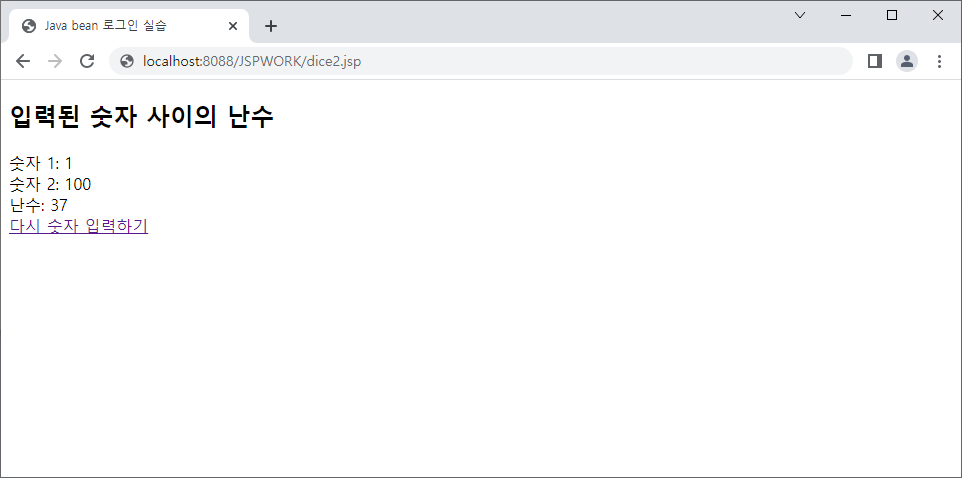 Java bean 로그인 실습
localhost:8088/JSPWORK/dice2.jsp
입력된 숫자 사이의 난수
숫자 1: 1
숫자 2: 100
난수: 37
다시 숫자 입력하기